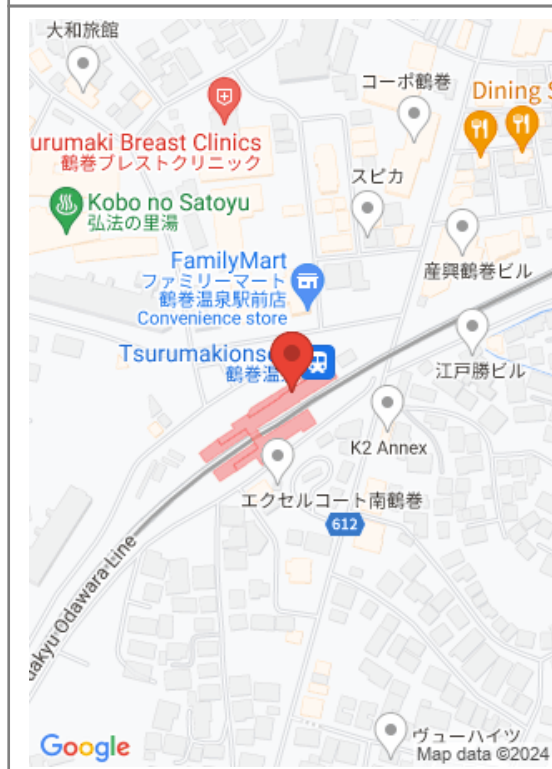 大和旅館
コーポ鶴巻
Dining S
urumaki Breast Clinics
鶴巻ブレストクリニック
スピカ
Kobo no Satoyu
弘法の里湯
FamilyMart
ファミリーマート
鶴巻温泉駅前店
Convenience store
産興鶴巻ビル
Tsurumakions
鶴巻温
江戸勝ビル
K2 Annex
エクセルコート南鶴巻
612
akyu Odawara Line
ヴューハイツ
Google
Map data ©2024